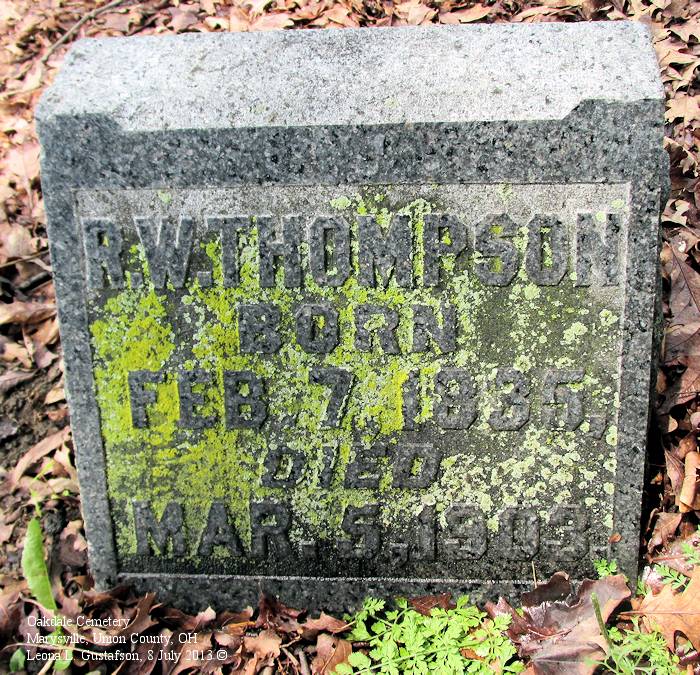 R.W. THOMPSON
BORN
FEB. 7, 1835,
DIED
MAR. 5, 1903.
Oakdale Cemetery
Marysville, Union County, OH
Leona L. Gustafson, 8 July 2013 ©